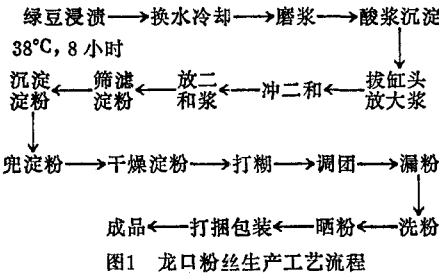 绿豆浸渍→换水冷却→磨浆→酸浆沉淀
38℃,8小时
拔缸头放大浆←冲二和←放二和浆←筛滤淀粉←沉淀淀粉
兜淀粉→干燥淀粉→打糊→调团→漏粉
成品←打捆包装←晒粉←洗粉
图1 龙口粉丝生产工艺流程